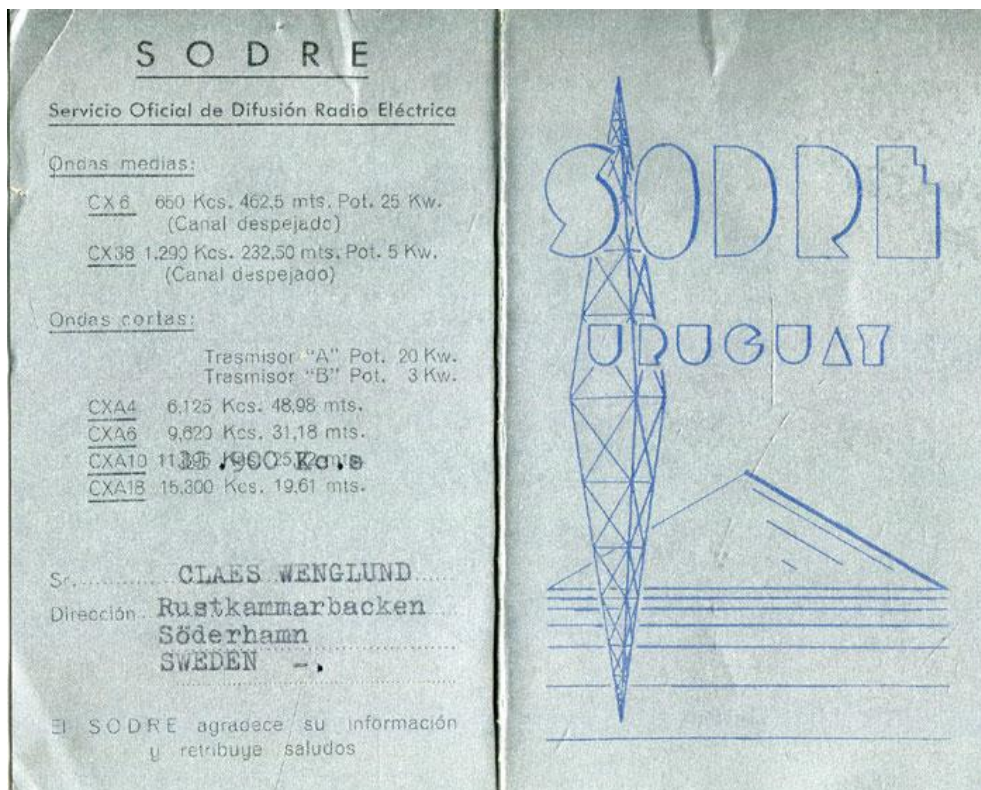 SODRE
Servicio Oficial de Difusión Radio Eléctrica
Ondas medias:
CX6 650 Kcs. 462,5 mts. Pot. 25 Kw.
(Canal despejado)
CX38 1.290 Kcs. 232,50 mts. Pot. 5 Kw.
(Canal despejado)
Ondas cortas:
Trasmisor "A" Pot. 20 Kw.
Trasmisor "B" Pot. 3 Kw.
CXA4 6,125 Kcs. 48,98 mts.
CXA6 9,620 Kcs. 31,18 mts.
CXA10 .900 Kc.s
CXA18 15,300 Kcs. 19,61 mts.
Sr. CLAES WENGLUND
Dirección Rustkammarbacken
Söderhamn
SWEDEN -.
El SODRE agradece su información
y retribuye saludos
SODRE
URUGUAY